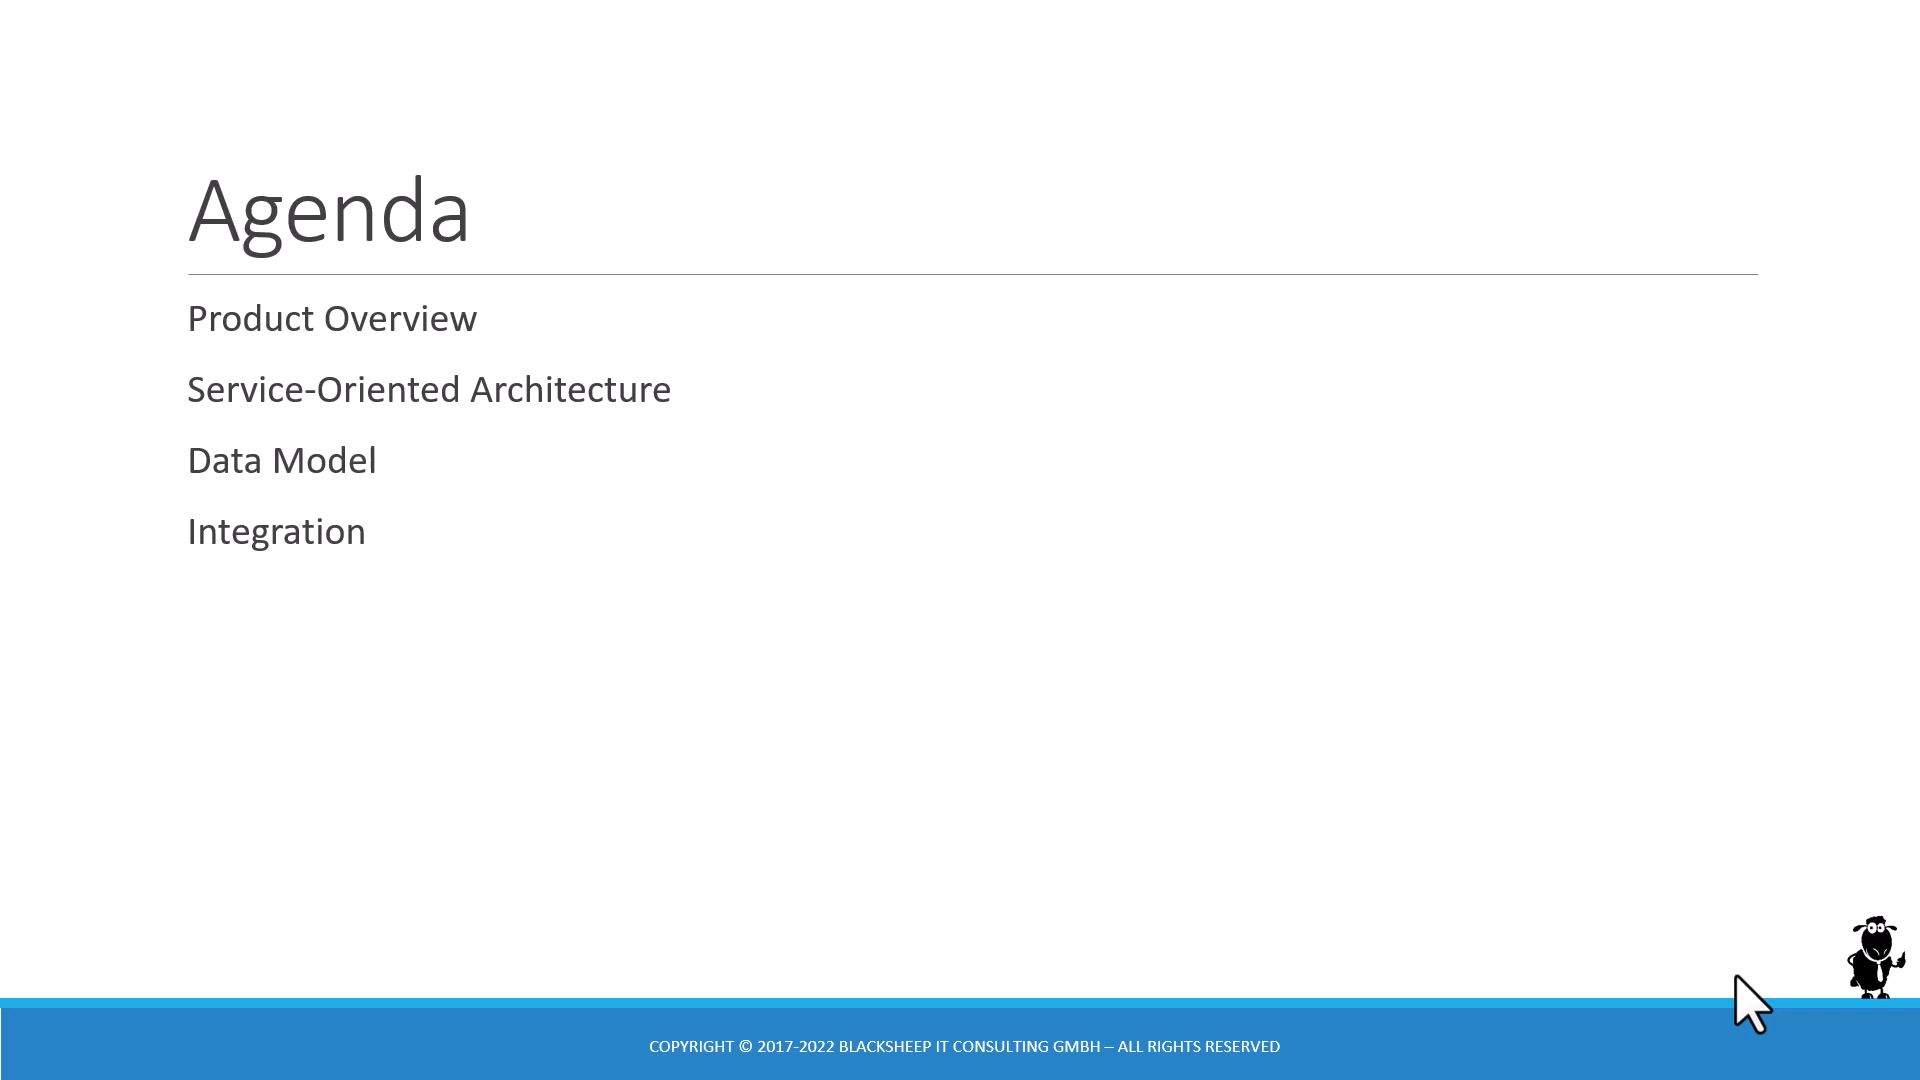 Agenda
Product Overview
Service-Oriented Architecture
Data Model
Integration
COPYRIGHT © 2017-2022 BLACKSHEEP IT CONSULTING GMBH – ALL RIGHTS RESERVED